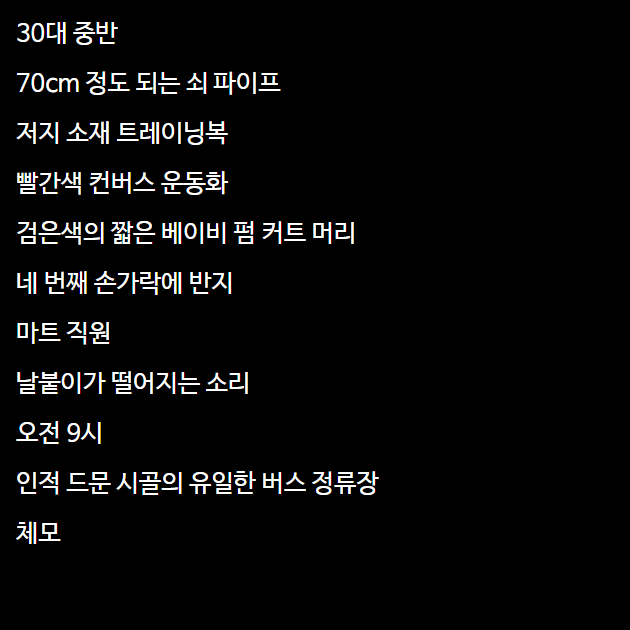 30대 중반
70cm 정도 되는 쇠 파이프
저지 소재 트레이닝복
빨간색 컨버스 운동화
검은색의 짧은 베이비 펌 커트 머리
네 번째 손가락에 반지
마트 직원
날붙이가 떨어지는 소리
오전 9시
인적 드문 시골의 유일한 버스 정류장
체모